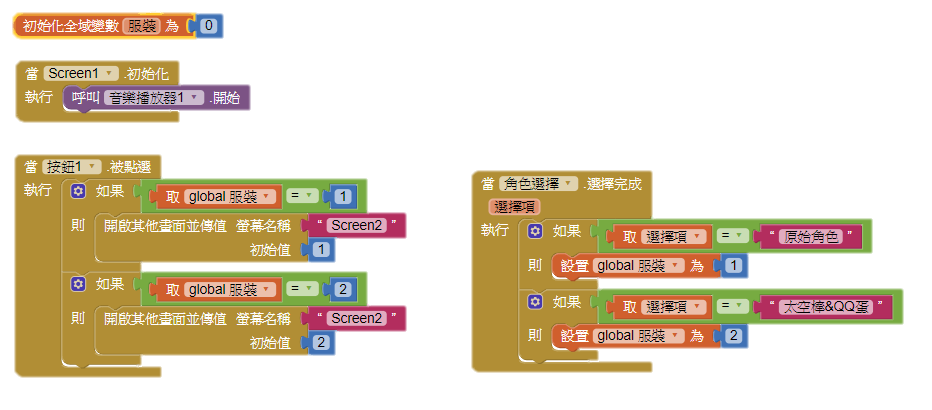 初始化全域變數 服裝 為 0
當 Screen1 .初始化
執行 呼叫 音樂播放器1 .開始
當 按鈕1 .被點選
執行 如果 取 global 服裝 = 1
則 開啟其他畫面並傳值 螢幕名稱 “ Screen2 ”
初始值 1
如果 取 global 服裝 = 2
則 開啟其他畫面並傳值 螢幕名稱 “ Screen2 ”
初始值 2
當 角色選擇 .選擇完成
選擇項
執行 如果 取 選擇項 = “ 原始角色 ”
則 設置 global 服裝 為 1
如果 取 選擇項 = “ 太空棒&QQ蛋 ”
則 設置 global 服裝 為 2